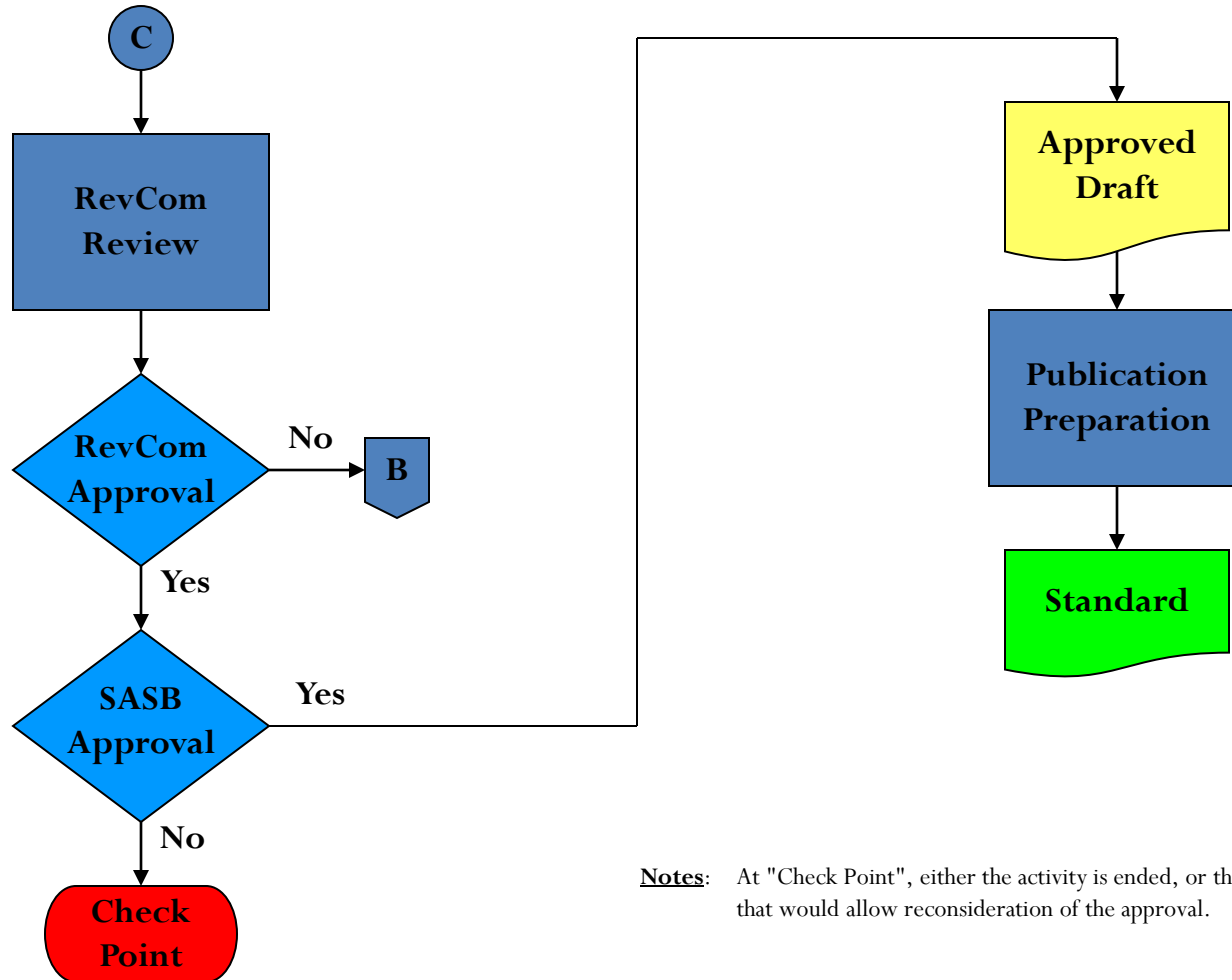 C
RevCom
Review
RevCom
Approval
No
B
Yes
SASB
Approval
Yes
No
Check
Point
Approved
Draft
Publication
Preparation
Standard
Notes: At "Check Point", either the activity is ended, or
that would allow reconsideration of the approval.